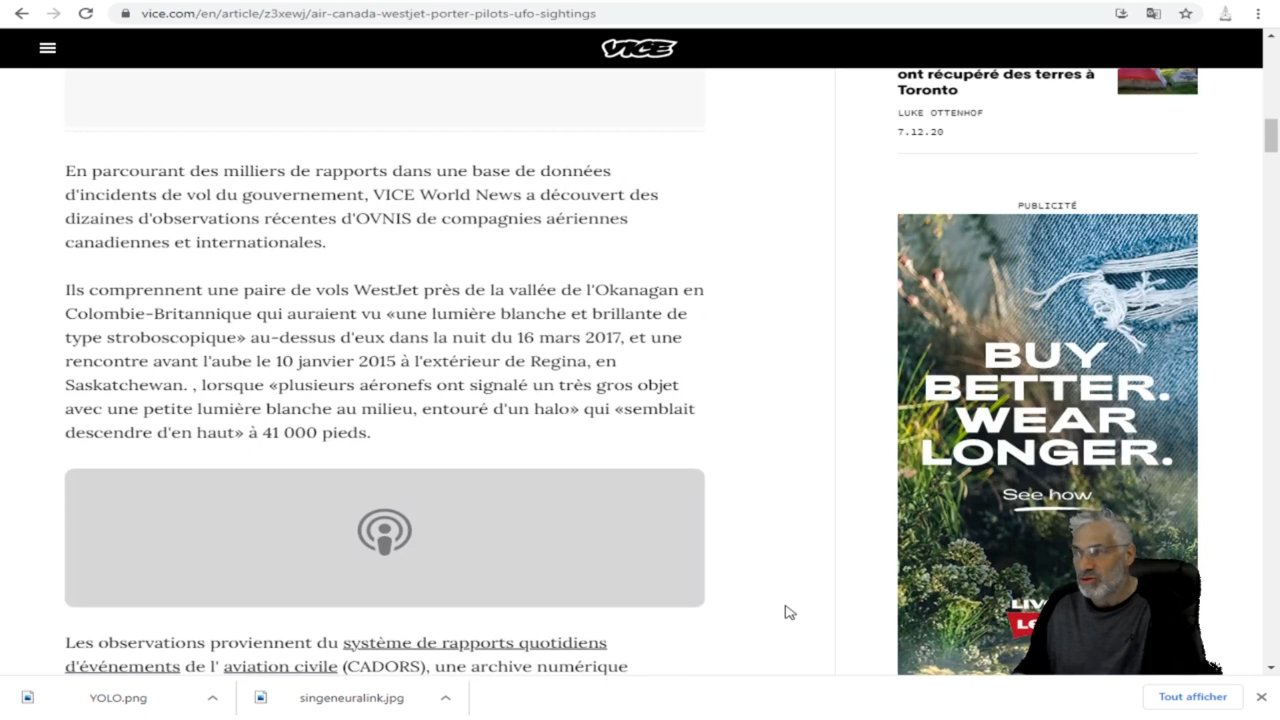 vice.com/en/article/z3xewj/air-canada-westjet-porter-pilots-ufo-sightings
VICE
ont récupéré des terres à
Toronto
LUKE OTTENHOF
7.12.20
En parcourant des milliers de rapports dans une base de données
d'incidents de vol du gouvernement, VICE World News a découvert des
dizaines d'observations récentes d'OVNIS de compagnies aériennes
canadiennes et internationales.
Ils comprennent une paire de vols WestJet près de la vallée de l'Okanagan en
Colombie-Britannique qui auraient vu «une lumière blanche et brillante de
type stroboscopique» au-dessus d'eux dans la nuit du 16 mars 2017, et une
rencontre avant l'aube le 10 janvier 2015 à l'extérieur de Regina, en
Saskatchewan. , lorsque «plusieurs aéronefs ont signalé un très gros objet
avec une petite lumière blanche au milieu, entouré d'un halo» qui «semblait
descendre d'en haut» à 41 000 pieds.
Les observations proviennent du système de rapports quotidiens
d'événements de l' aviation civile (CADORS), une archive numérique
PUBLICITÉ
BUY
BETTER.
WEAR
LONGER.
See how
YOLO.png
singeneuralink.jpg
Tout afficher